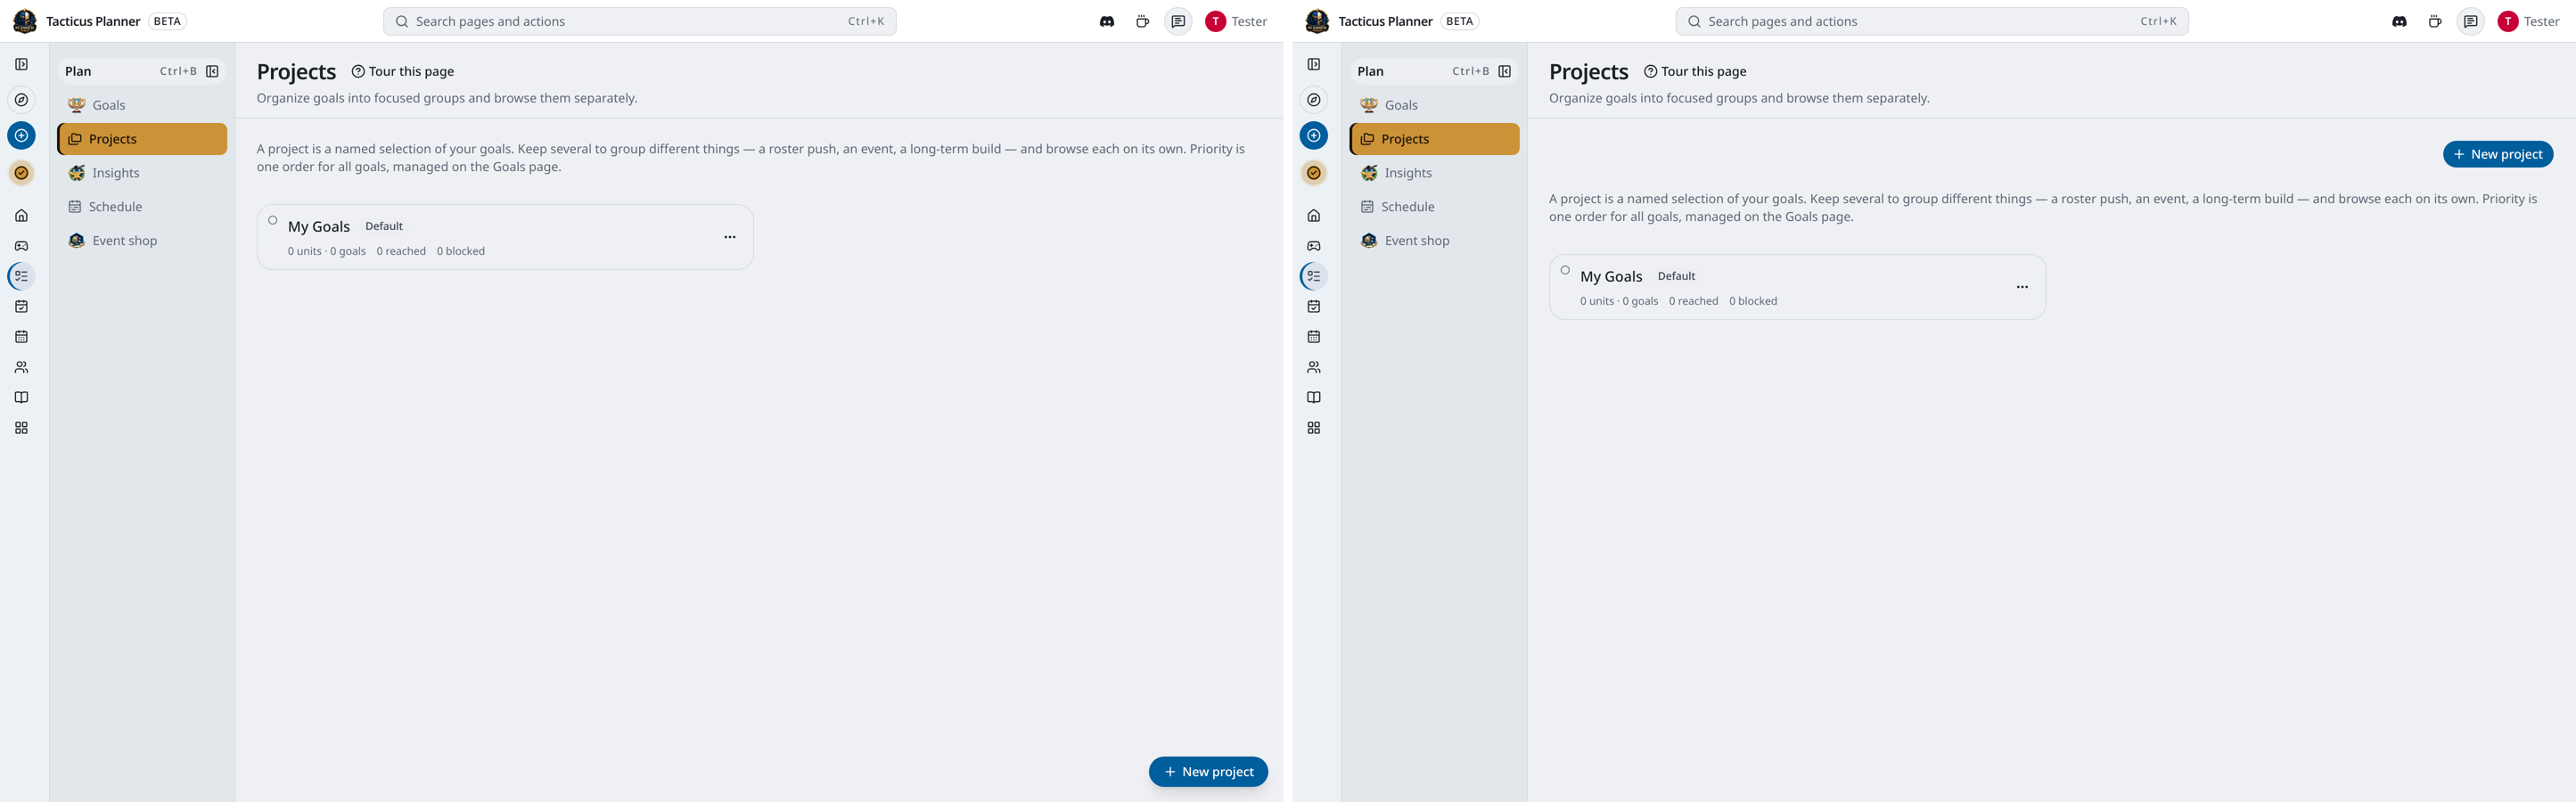 Tacticus Planner BETA
Search pages and actions Ctrl+K
T Tester
Plan Ctrl+B
Goals
Projects
Insights
Schedule
Event shop
Projects Tour this page
Organize goals into focused groups and browse them separately.
A project is a named selection of your goals. Keep several to group different things — a roster push, an event, a long-term build — and browse each on its own. Priority is
one order for all goals, managed on the Goals page.
My Goals Default
0 units · 0 goals 0 reached 0 blocked
New project
Tacticus Planner BETA
Search pages and actions Ctrl+K
T Tester
Plan Ctrl+B
Goals
Projects
Insights
Schedule
Event shop
Projects Tour this page
Organize goals into focused groups and browse them separately.
New project
A project is a named selection of your goals. Keep several to group different things — a roster push, an event, a long-term build — and browse each on its own. Priority is
one order for all goals, managed on the Goals page.
My Goals Default
0 units · 0 goals 0 reached 0 blocked